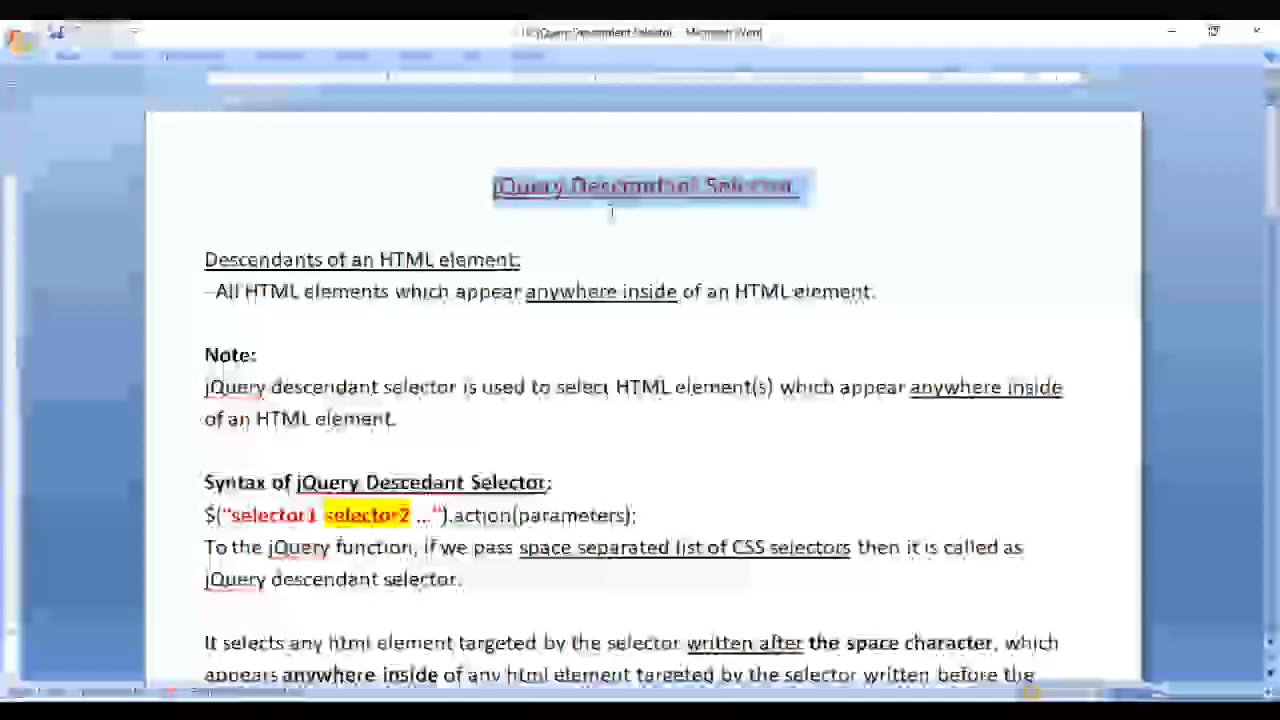 jQuery Descendant Selector - Microsoft Word
jQuery Descendant Selector
Descendants of an HTML element:
-All HTML elements which appear anywhere inside of an HTML element.
Note:
jQuery descendant selector is used to select HTML element(s) which appear anywhere inside
of an HTML element.
Syntax of jQuery Descedant Selector:
$("selector1 selector2 ...").action(parameters);
To the jQuery function, if we pass space separated list of CSS selectors then it is called as
jQuery descendant selector.
It selects any html element targeted by the selector written after the space character, which
appears anywhere inside of any html element targeted by the selector written before the